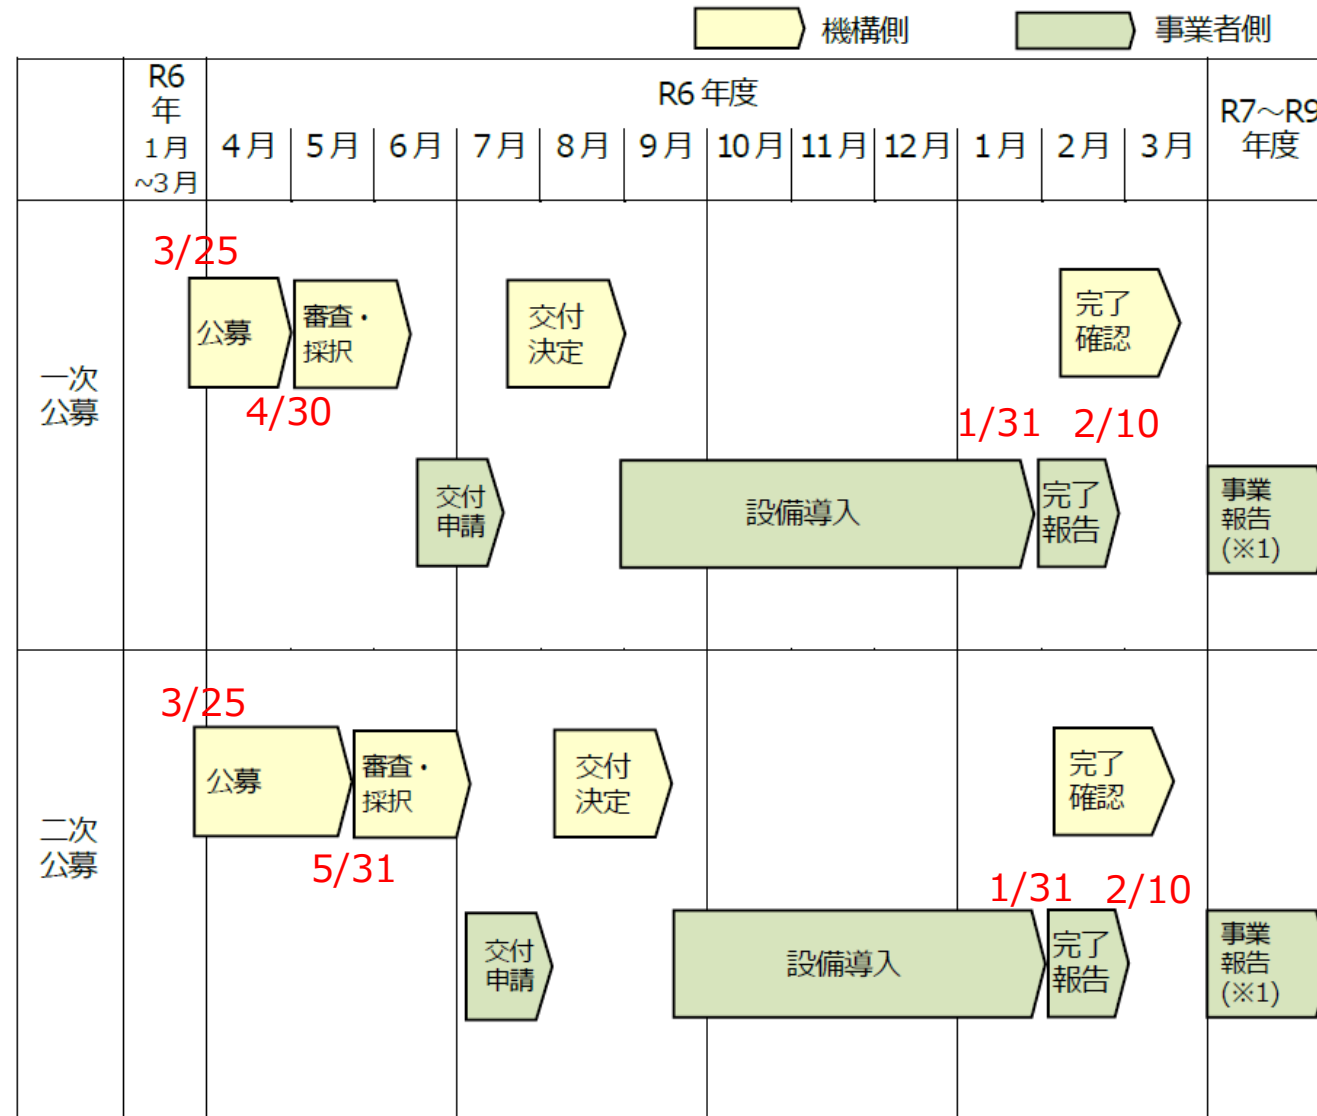 機構側
事業者側
R6
年
1月
~3月
R6年度
4月
5月
6月
7月
8月
9月
10月
11月
12月
1月
2月
3月
R7～R9
年度
一次
公募
3/25
公募
4/30
審査・
採択
交付
申請
交付
決定
設備導入
1/31
完了
報告
2/10
完了
確認
事業
報告
(※1)
二次
公募
3/25
公募
5/31
審査・
採択
交付
申請
交付
決定
設備導入
1/31
完了
報告
2/10
完了
確認
事業
報告
(※1)